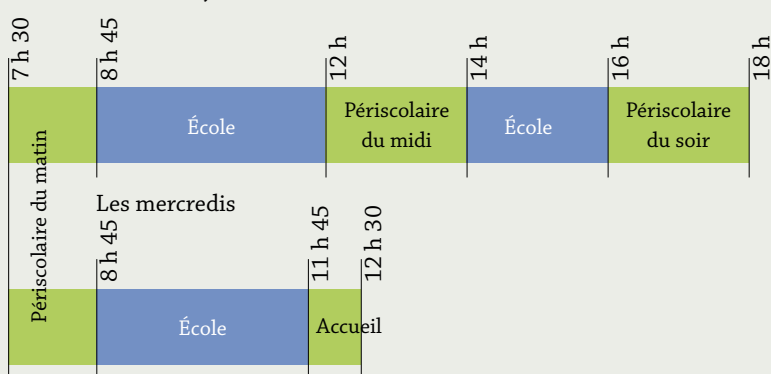 7 h 30
8 h 45
12 h
14 h
16 h
18 h
École
Périscolaire
du midi
École
Périscolaire
du soir
Périscolaire du matin
Les mercredis
8 h 45
11 h 45
12 h 30
École
Accueil